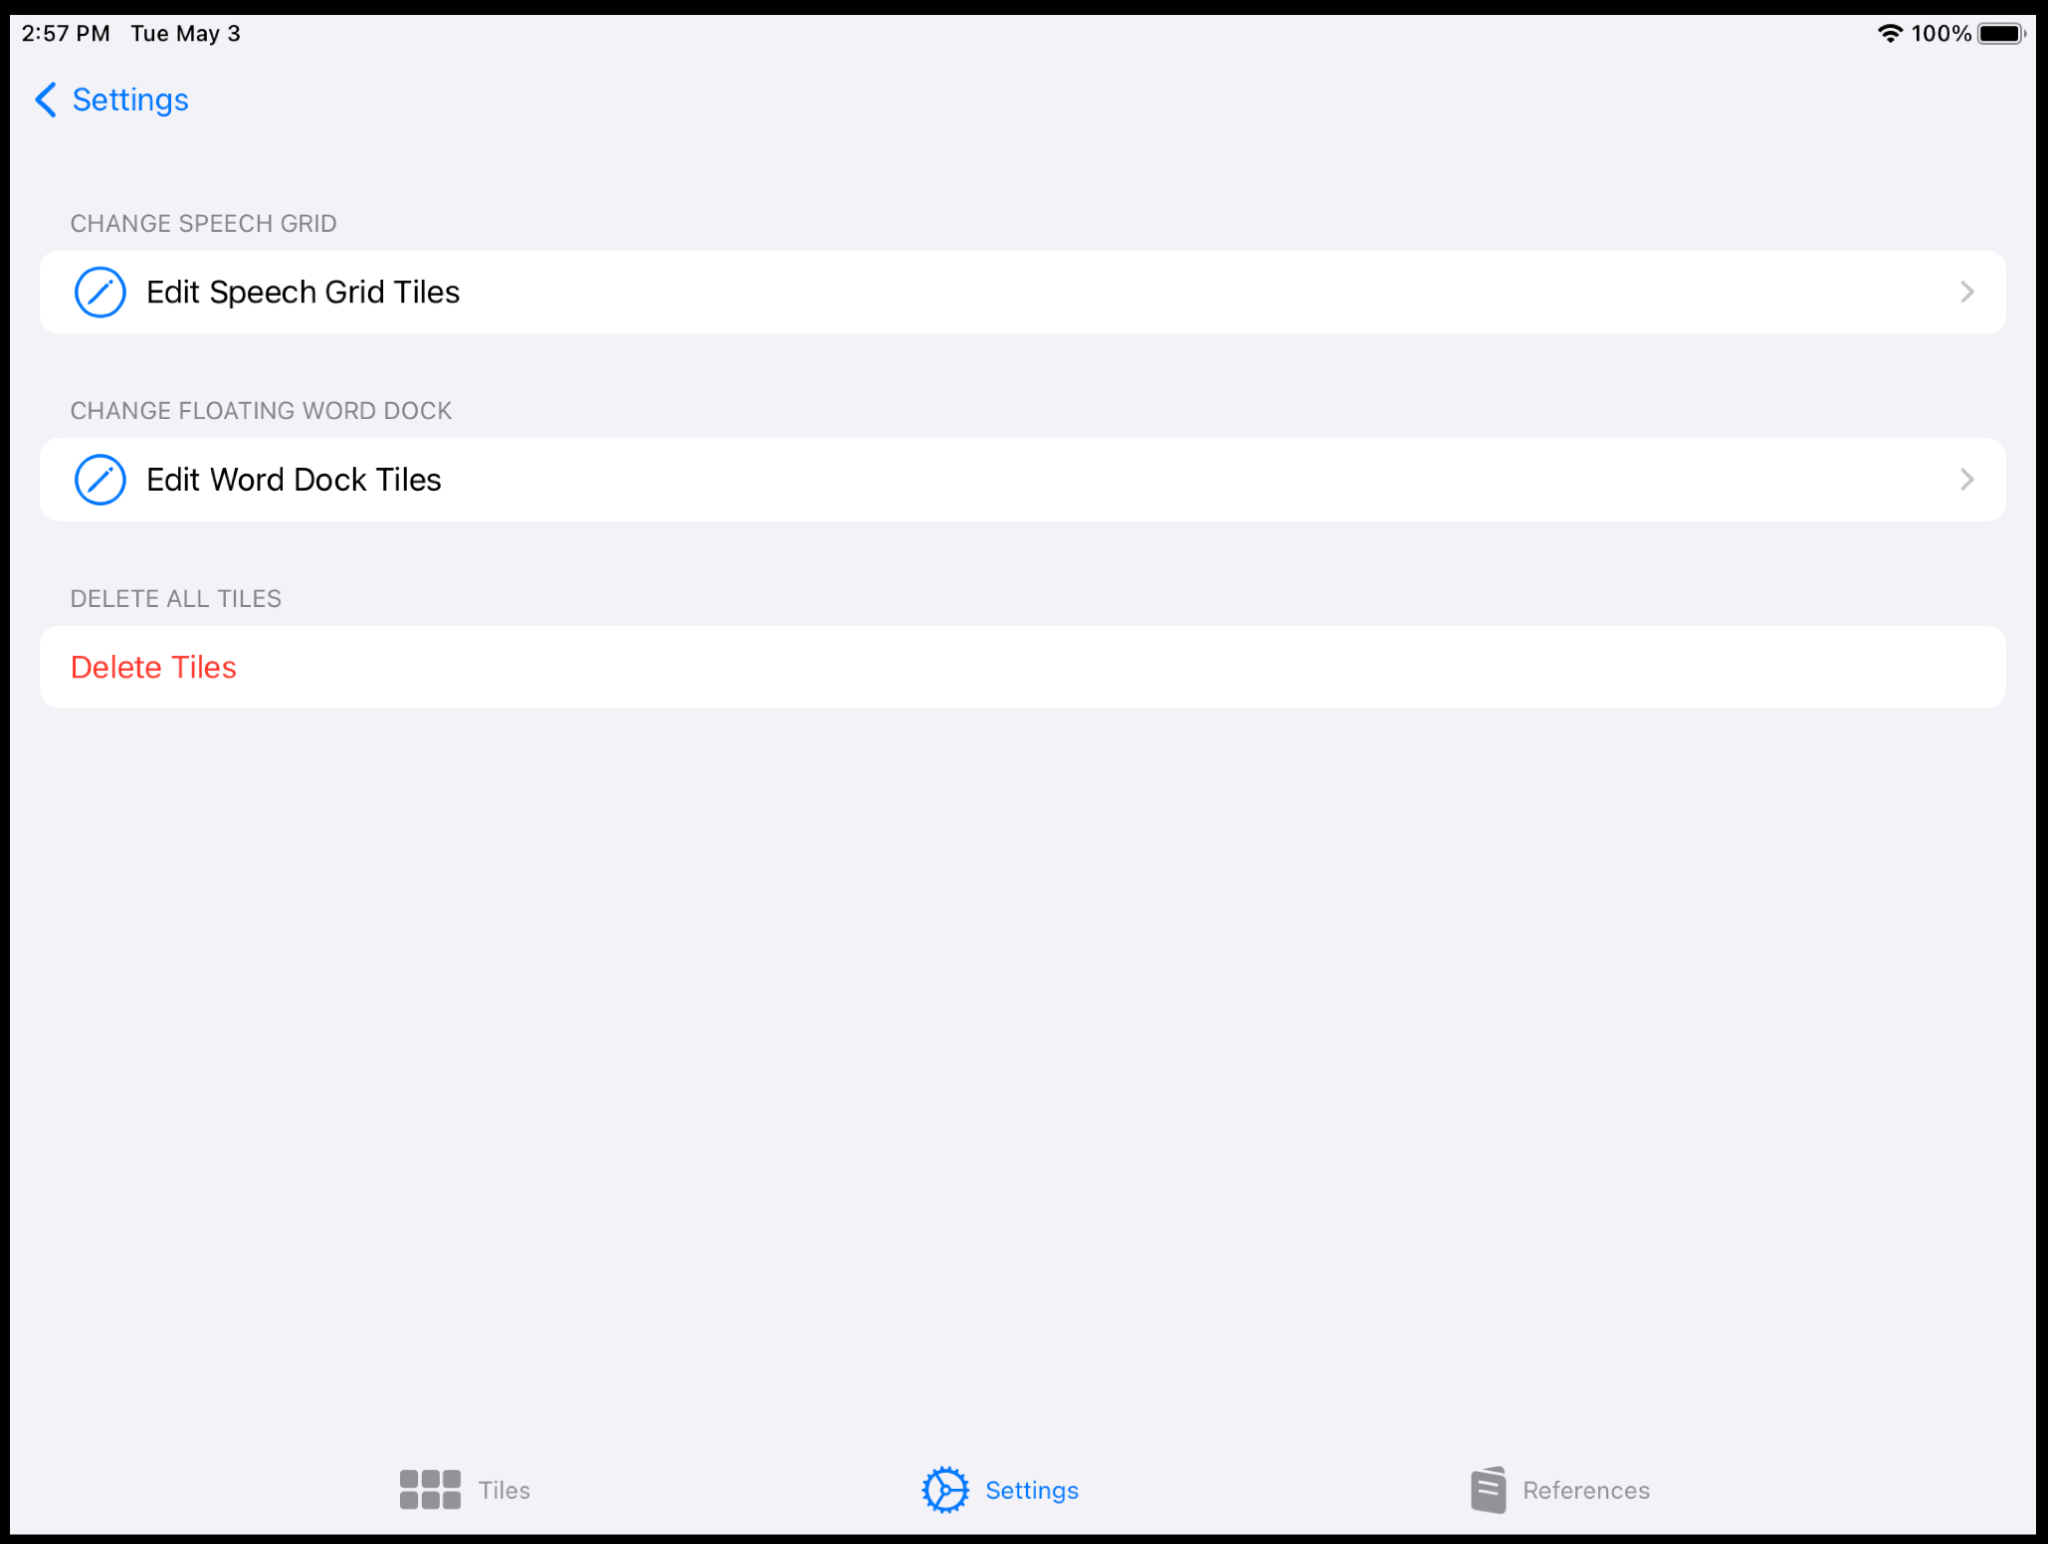 2:57 PM Tue May 3 100%
Settings
CHANGE SPEECH GRID
Edit Speech Grid Tiles
CHANGE FLOATING WORD DOCK
Edit Word Dock Tiles
DELETE ALL TILES
Delete Tiles
Tiles Settings References